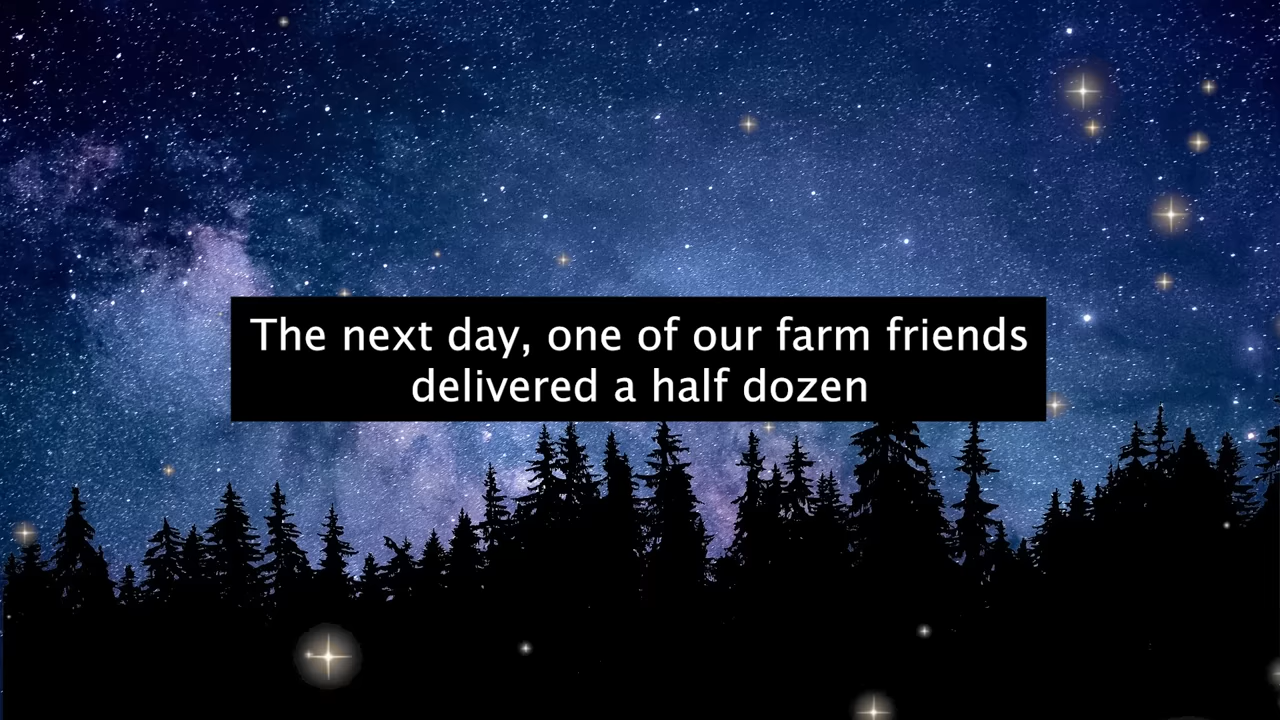 The next day, one of our farm friends
delivered a half dozen